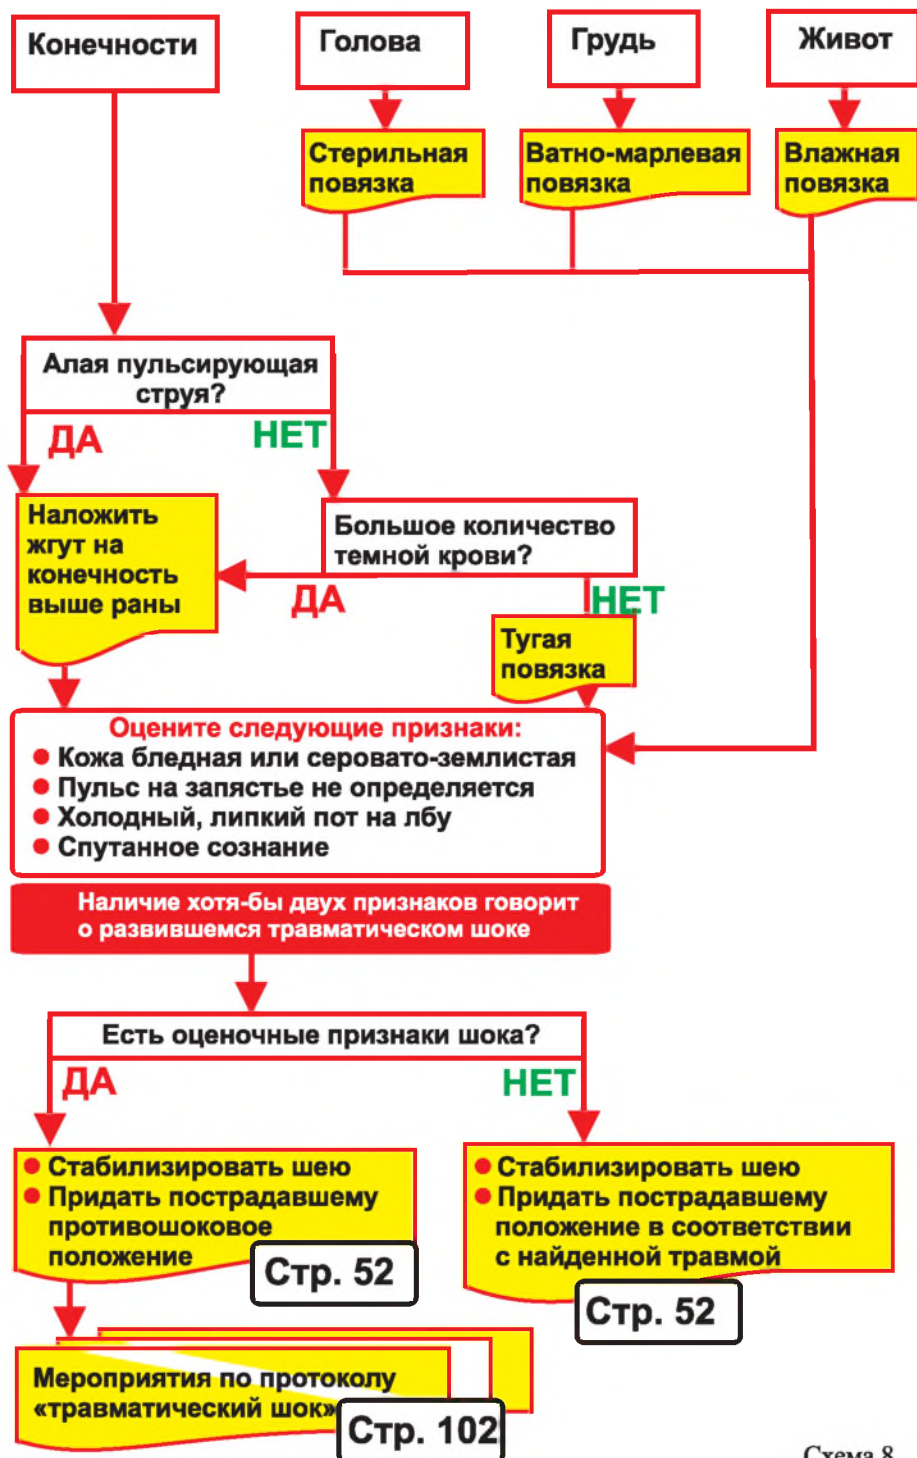 Конечности
Голова
Грудь
Живот
Стерильная
повязка
Ватно-марлевая
повязка
Влажная
повязка
Алая пульсирующая
струя?
ДА
НЕТ
Наложить
жгут на
конечность
выше раны
Большое количество
темной крови?
ДА
НЕТ
Тугая
повязка
Оцените следующие признаки:
● Кожа бледная или серовато-землистая
● Пульс на запястье не определяется
● Холодный, липкий пот на лбу
● Спутанное сознание
Наличие хотя-бы двух признаков говорит
о развившемся травматическом шоке
Есть оценочные признаки шока?
ДА
НЕТ
● Стабилизировать шею
● Придать пострадавшему
противошоковое
положение
Стр. 52
● Стабилизировать шею
● Придать пострадавшему
положение в соответствии
с найденной травмой
Стр. 52
Мероприятия по протоколу
«травматический шок»
Стр. 102
Схема 8